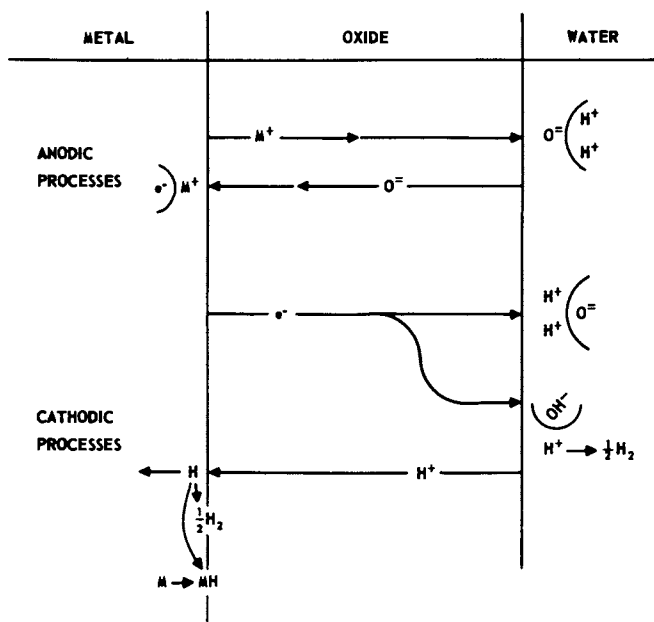 METAL OXIDE WATER
H⁺
M⁺ O⁼
ANODIC H⁺
PROCESSES
e⁻ M⁺ O⁼
H⁺
e⁻ O⁼
H⁺
OH⁻
CATHODIC
PROCESSES H⁺ → ½H₂
H H⁺
½H₂
M → MH